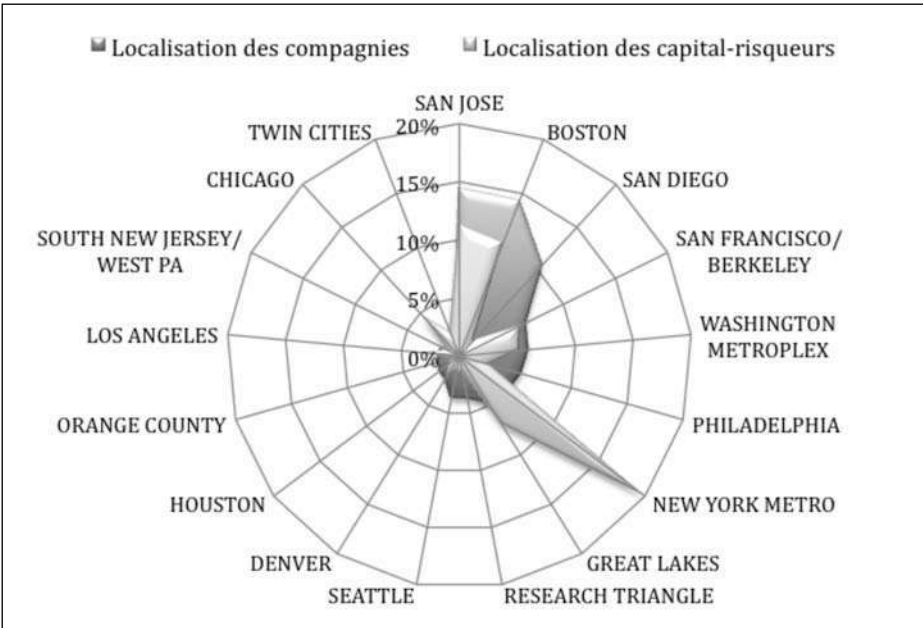 Localisation des compagnies
Localisation des capital-risqueurs
SAN JOSE
20%
TWIN CITIES
BOSTON
CHICAGO
15%
SAN DIEGO
SOUTH NEW JERSEY/
WEST PA
10%
SAN FRANCISCO/
BERKELEY
5%
LOS ANGELES
0%
WASHINGTON
METROPLEX
ORANGE COUNTY
PHILADELPHIA
HOUSTON
NEW YORK METRO
DENVER
GREAT LAKES
SEATTLE
RESEARCH TRIANGLE